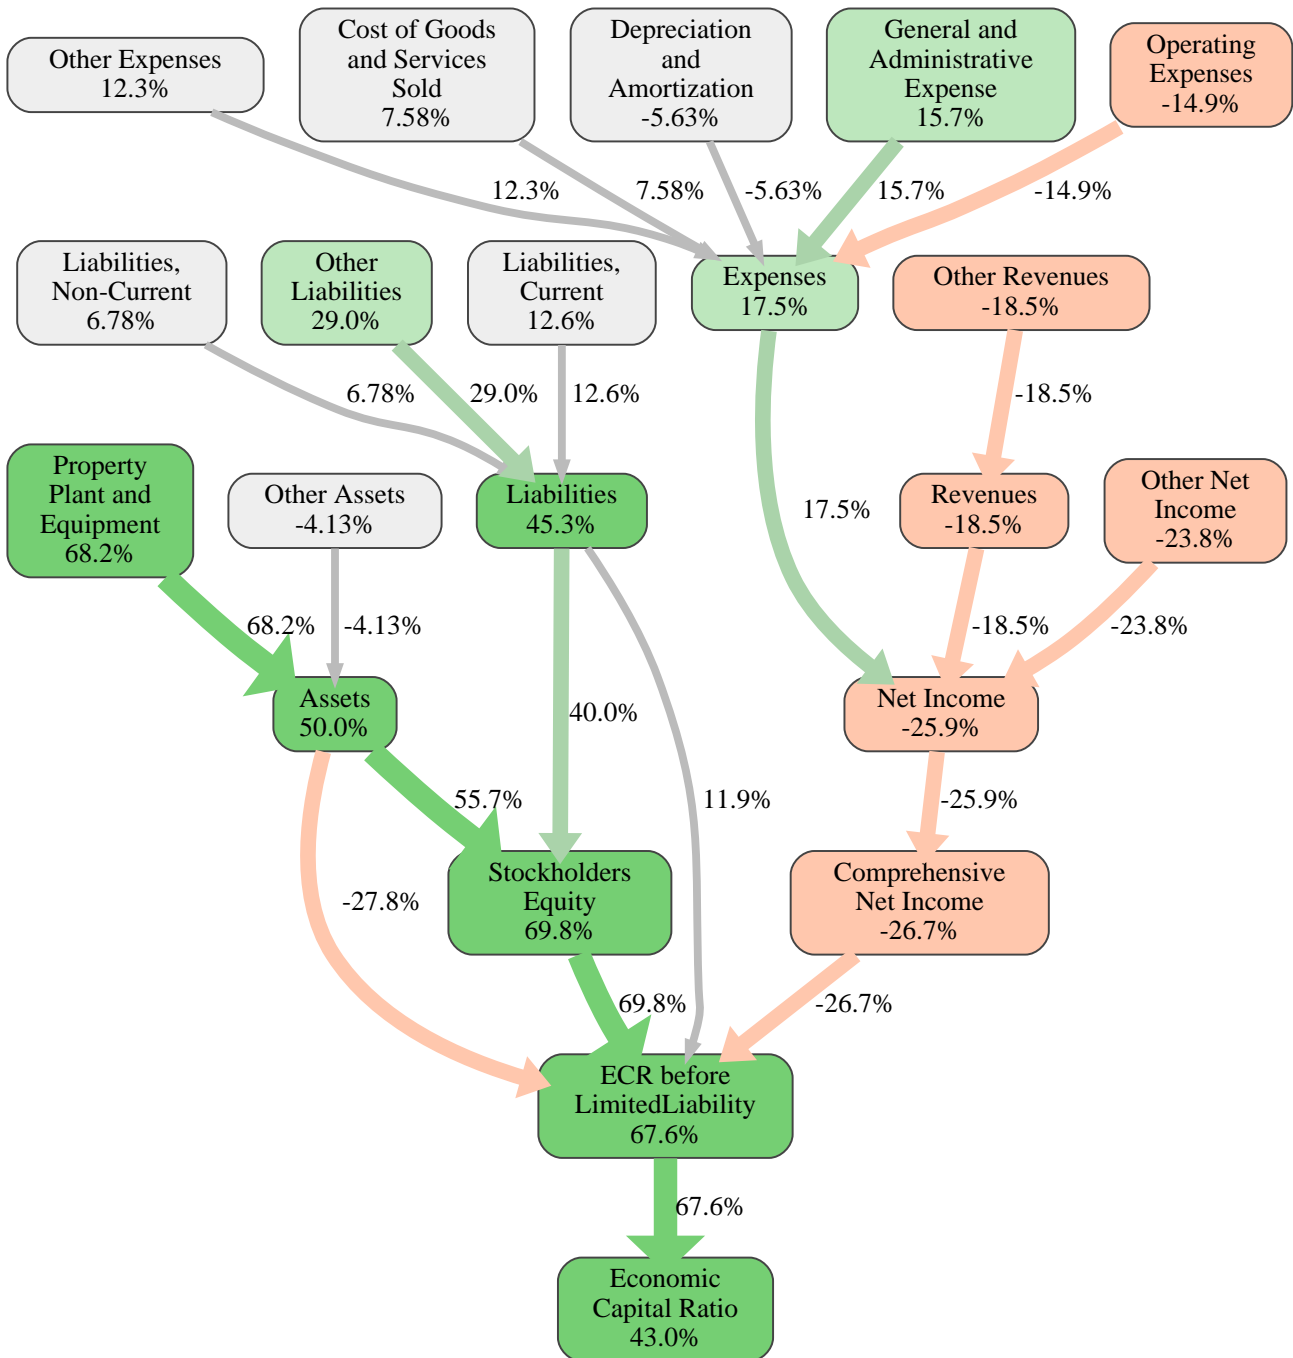 Other Expenses
12.3%
Cost of Goods
and Services
Sold
7.58%
Depreciation
and
Amortization
-5.63%
General and
Administrative
Expense
15.7%
Operating
Expenses
-14.9%
12.3%
7.58%
-5.63%
15.7%
-14.9%
Liabilities,
Non-Current
6.78%
Other
Liabilities
29.0%
Liabilities,
Current
12.6%
Expenses
17.5%
Other Revenues
-18.5%
6.78%
29.0%
12.6%
-18.5%
Property
Plant and
Equipment
68.2%
Other Assets
-4.13%
Liabilities
45.3%
17.5%
Revenues
-18.5%
Other Net
Income
-23.8%
68.2%
-4.13%
-18.5%
-23.8%
Assets
50.0%
40.0%
Net Income
-25.9%
55.7%
11.9%
-25.9%
-27.8%
Stockholders
Equity
69.8%
Comprehensive
Net Income
-26.7%
69.8%
-26.7%
ECR before
LimitedLiability
67.6%
67.6%
Economic
Capital Ratio
43.0%